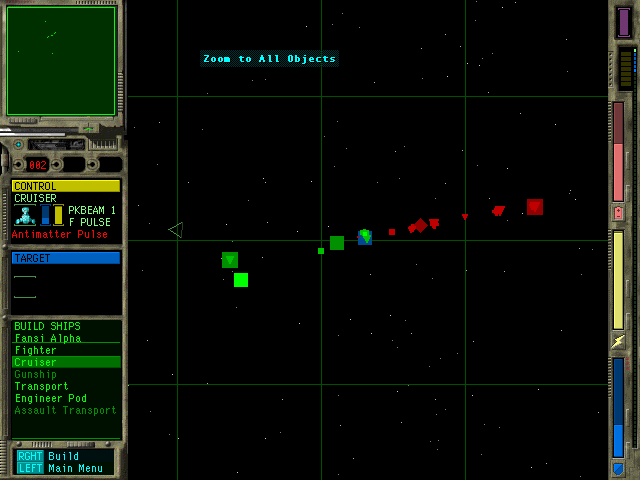 Zoom to All Objects
002
CONTROL
CRUISER
PKBEAM 1
F PULSE
Antimatter Pulse
TARGET
BUILD SHIPS
Fansi Alpha
Fighter
Cruiser
Gunship
Transport
Engineer Pod
Assault Transport
RGHT Build
LEFT Main Menu